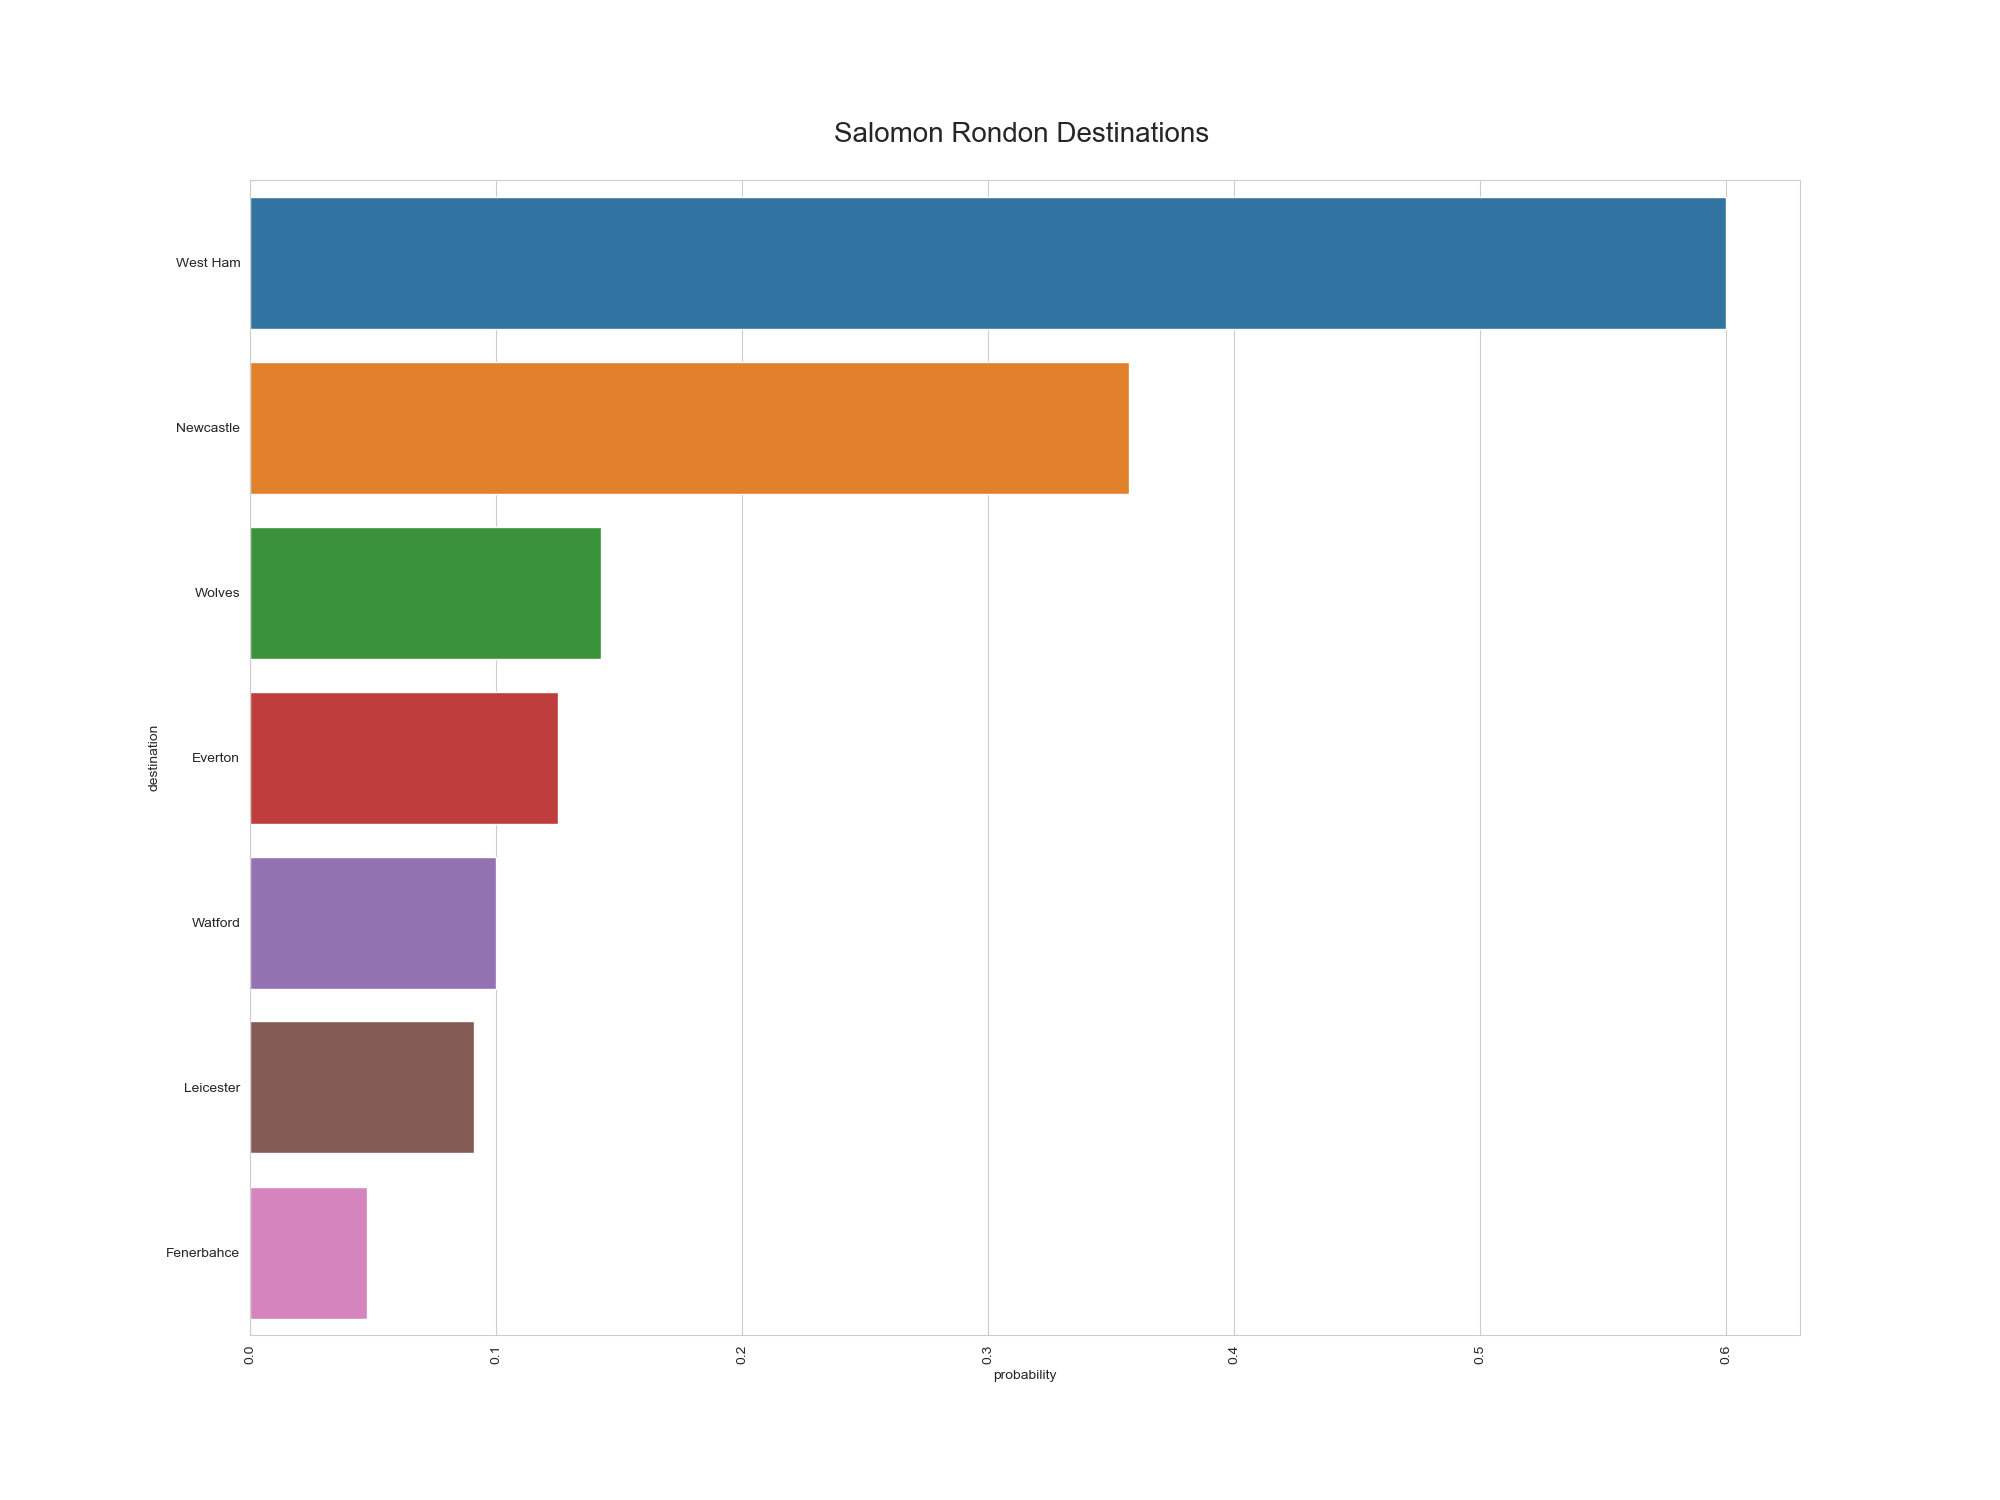 Salomon Rondon Destinations
West Ham
Newcastle
Wolves
Everton
Watford
Leicester
Fenerbahce
destination
0.0 0.1 0.2 0.3 0.4 0.5 0.6
probability